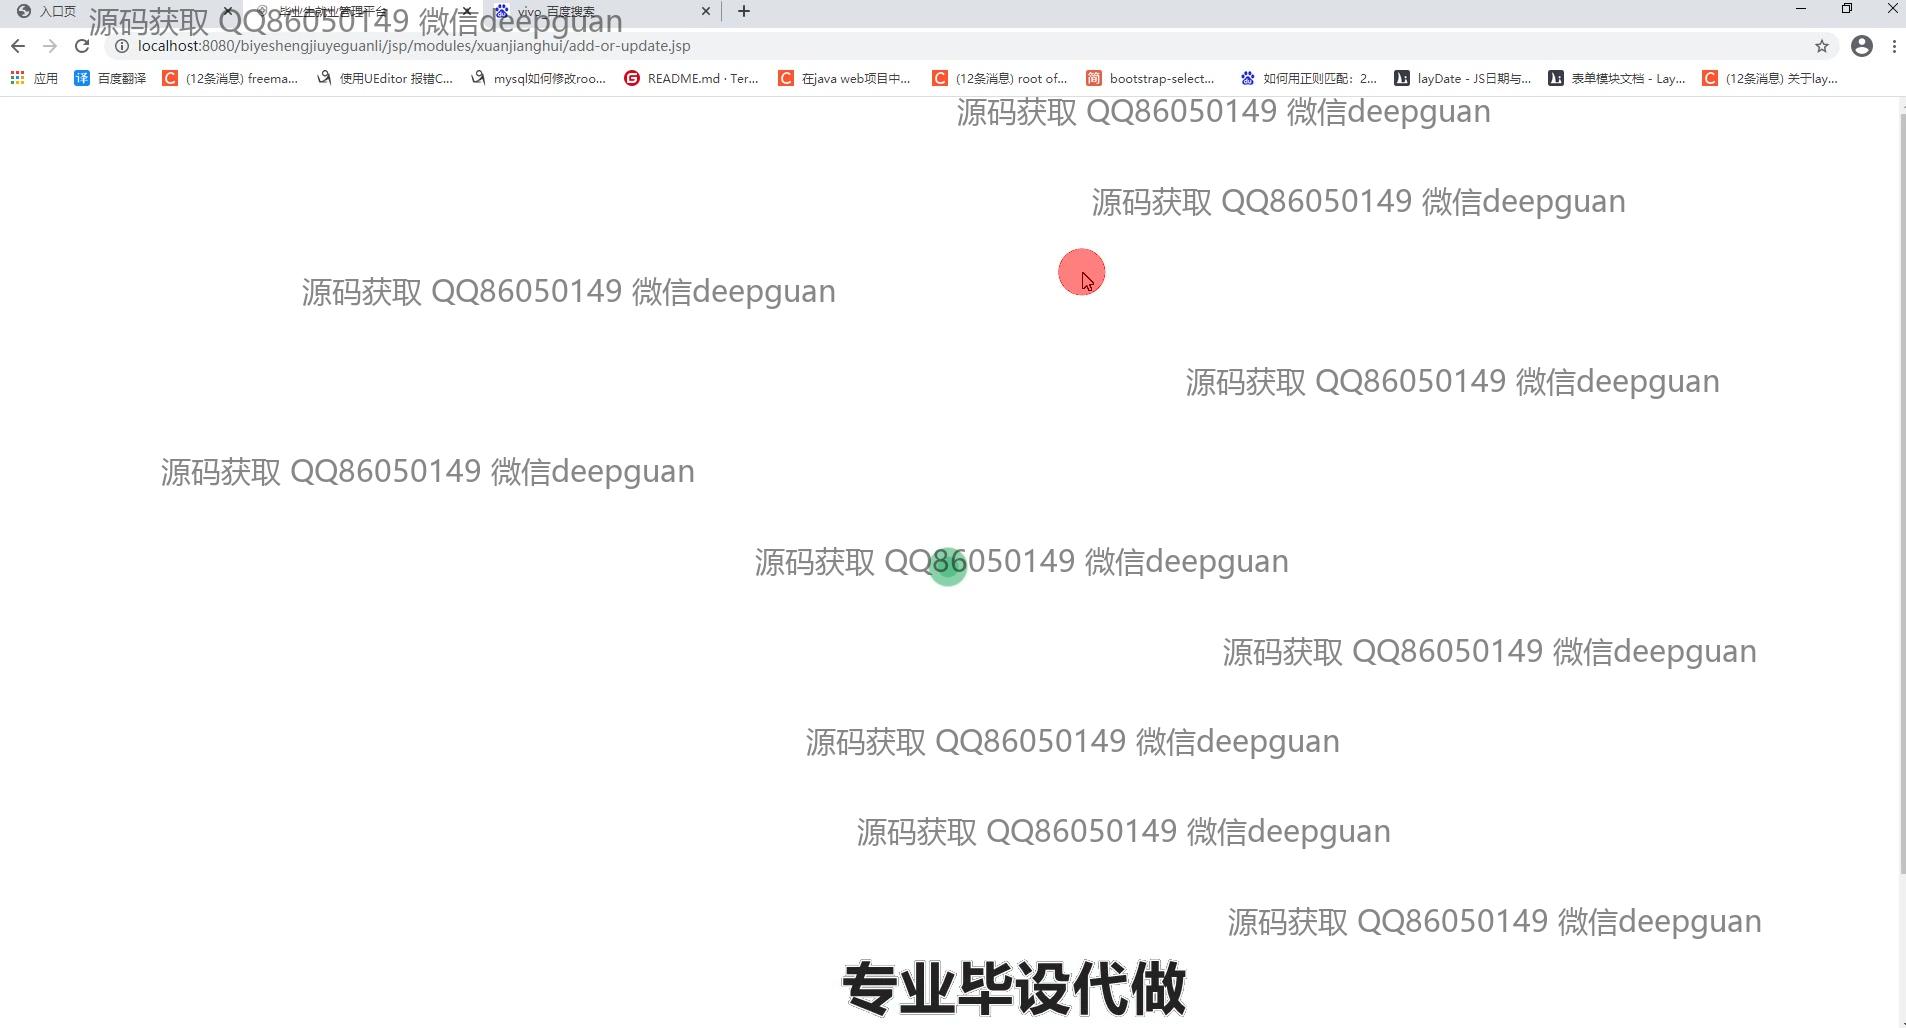 入口页
毕业生就业管理平台
vivo_百度搜索
源码获取 QQ86050149 微信deepguan
localhost:8080/biyeshengjiuyeguanli/jsp/modules/xuanjianghui/add-or-update.jsp
应用
百度翻译
(12条消息) freema...
使用UEditor 报错C...
mysql如何修改roo...
README.md · Ter...
在java web项目中...
(12条消息) root of...
bootstrap-select...
如何用正则匹配：2...
layDate - JS日期与...
表单模块文档 - Lay...
(12条消息) 关于lay...
源码获取 QQ86050149 微信deepguan
源码获取 QQ86050149 微信deepguan
源码获取 QQ86050149 微信deepguan
源码获取 QQ86050149 微信deepguan
源码获取 QQ86050149 微信deepguan
源码获取 QQ86050149 微信deepguan
源码获取 QQ86050149 微信deepguan
源码获取 QQ86050149 微信deepguan
源码获取 QQ86050149 微信deepguan
源码获取 QQ86050149 微信deepguan
专业毕设代做